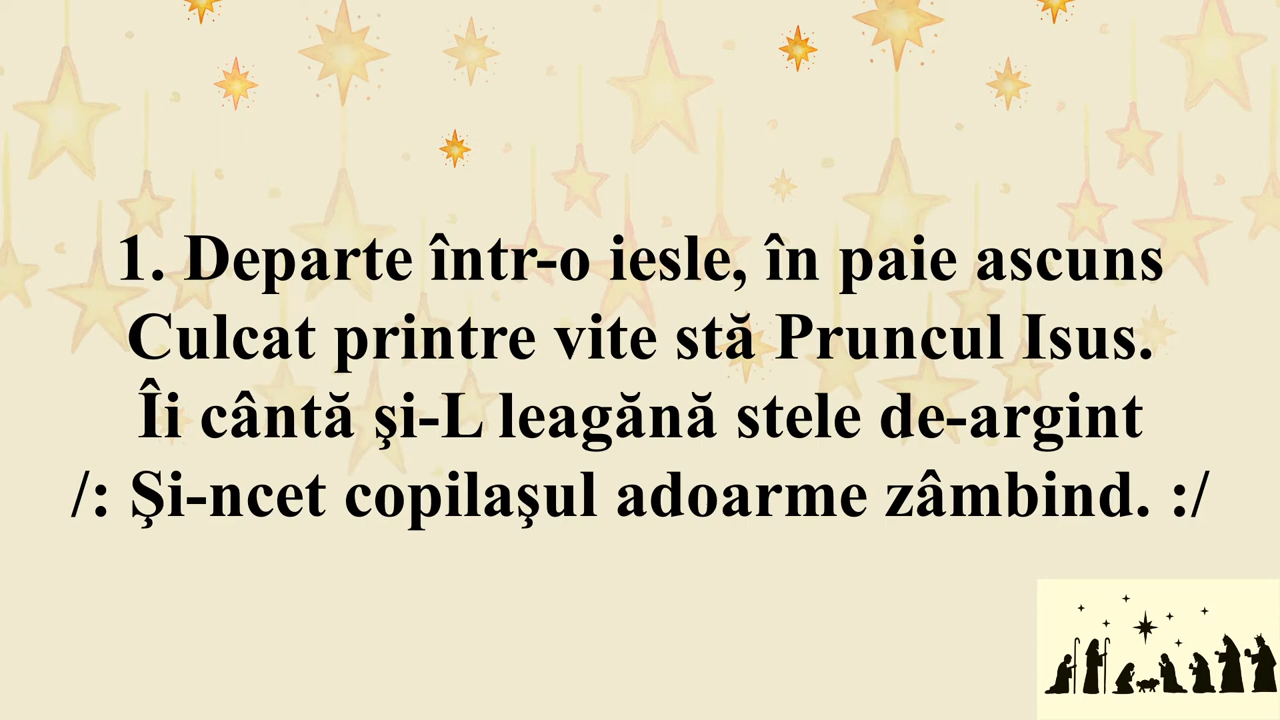 1. Departe într-o iesle, în paie ascuns
Culcat printre vite stă Pruncul Isus.
Îi cântă şi-L leagănă stele de-argint
/: Şi-ncet copilaşul adoarme zâmbind. :/